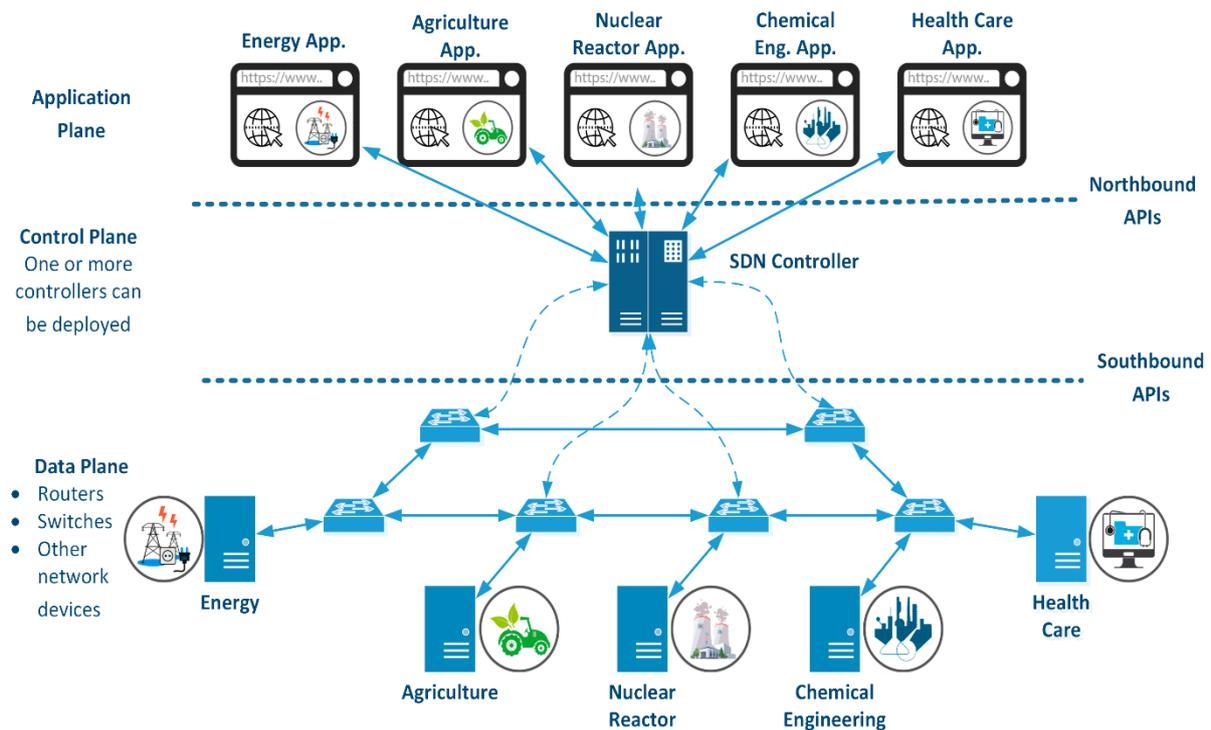 Energy App.
Agriculture
App.
Nuclear
Reactor App.
Chemical
Eng. App.
Health Care
App.
https://www..
https://www..
https://www..
https://www..
https://www..
Application
Plane
Northbound
APIs
Control Plane
One or more
controllers can
be deployed
SDN Controller
Southbound
APIs
Data Plane
• Routers
• Switches
• Other
network
devices
Energy
Agriculture
Nuclear
Reactor
Chemical
Engineering
Health
Care